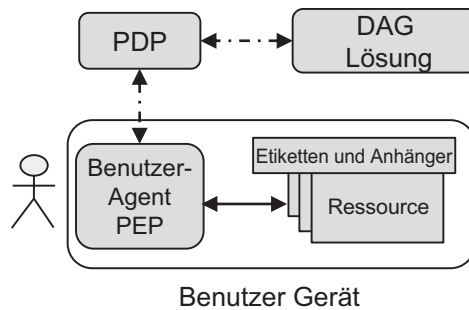 PDP
DAG
Lösung
Etiketten und Anhänger
Benutzer-
Agent
PEP
Ressource
Benutzer Gerät